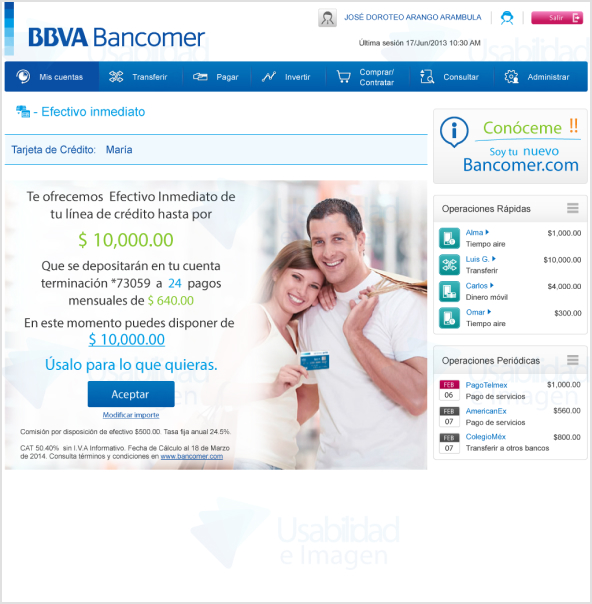 BBVA Bancomer
JOSÉ DOROTEO ARANGO ARAMBULA
Salir
Última sesión 17/Jun/2013 10:30 AM
Mis cuentas
Transferir
Pagar
Invertir
Comprar/
Contratar
Consultar
Administrar
- Efectivo inmediato
Tarjeta de Crédito: María
Te ofrecemos Efectivo Inmediato de
tu línea de crédito hasta por
$ 10,000.00
Que se depositarán en tu cuenta
terminación *73059 a 24 pagos
mensuales de $ 640.00
En este momento puedes disponer de
$ 10,000.00
Úsalo para lo que quieras.
Aceptar
Modificar importe
Comisión por disposición de efectivo $500.00. Tasa fija anual 24.5%.
CAT 50.40% sin I.V.A Informativo. Fecha de Cálculo al 18 de Marzo
de 2014. Consulta términos y condiciones en www.bancomer.com
Conóceme !!
Soy tu nuevo
Bancomer.com
Operaciones Rápidas
Alma $1,000.00
Tiempo aire
Luis G. $10,000.00
Transferir
Carlos $4,000.00
Dinero móvil
Omar $300.00
Tiempo aire
Operaciones Periódicas
FEB PagoTelmex $1,000.00
06 Pago de servicios
FEB AmericanEx $560.00
07 Pago de servicios
FEB ColegioMéx $800.00
07 Transferir a otros bancos
Usabilidad
e Imagen